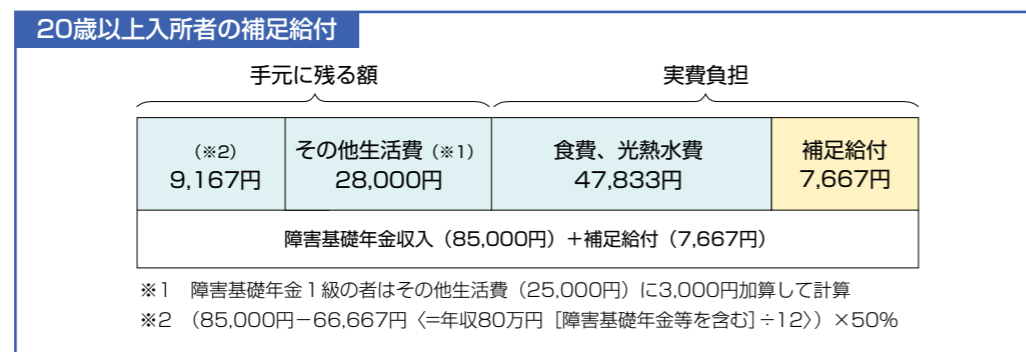 20歳以上入所者の補足給付
手元に残る額
実費負担
(※2)
9,167円
その他生活費(※1)
28,000円
食費、光熱水費
47,833円
補足給付
7,667円
障害基礎年金収入(85,000円)+補足給付(7,667円)
※1 障害基礎年金1級の者はその他生活費(25,000円)に3,000円加算して計算
※2 (85,000円−66,667円〈=年収80万円[障害基礎年金等を含む]÷12〉)×50%